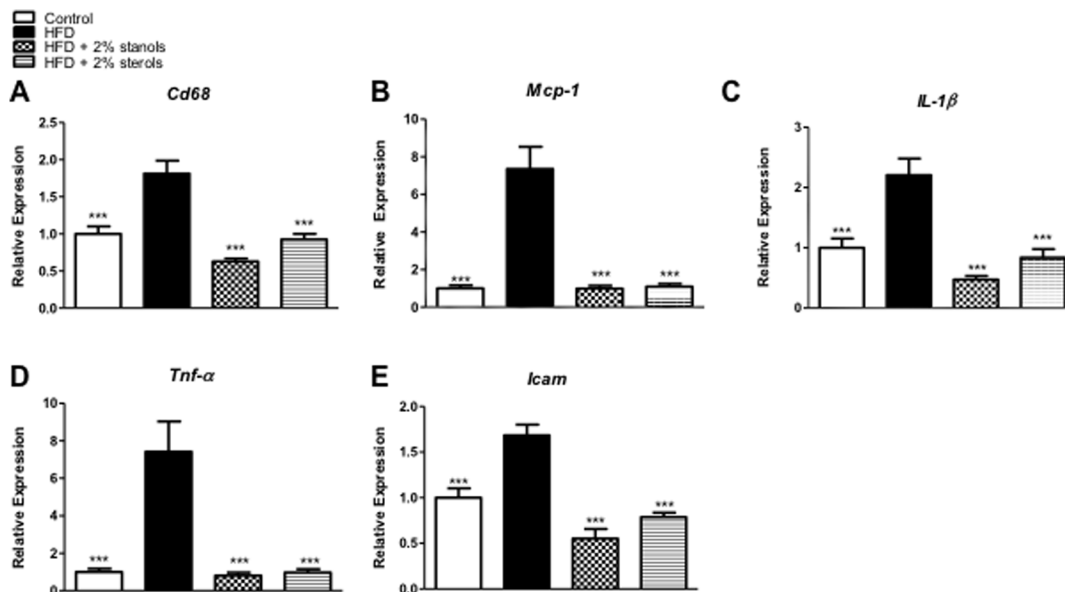 Control
HFD
HFD + 2% stanols
HFD + 2% sterols
A
Cd68
Relative Expression
2.5
2.0
1.5
1.0
0.5
0.0
***
***
***
B
Mcp-1
Relative Expression
10
8
6
4
2
0
***
***
***
C
IL-1β
Relative Expression
3
2
1
0
***
***
***
D
Tnf-α
Relative Expression
10
8
6
4
2
0
***
***
***
E
Icam
Relative Expression
2.0
1.5
1.0
0.5
0.0
***
***
***